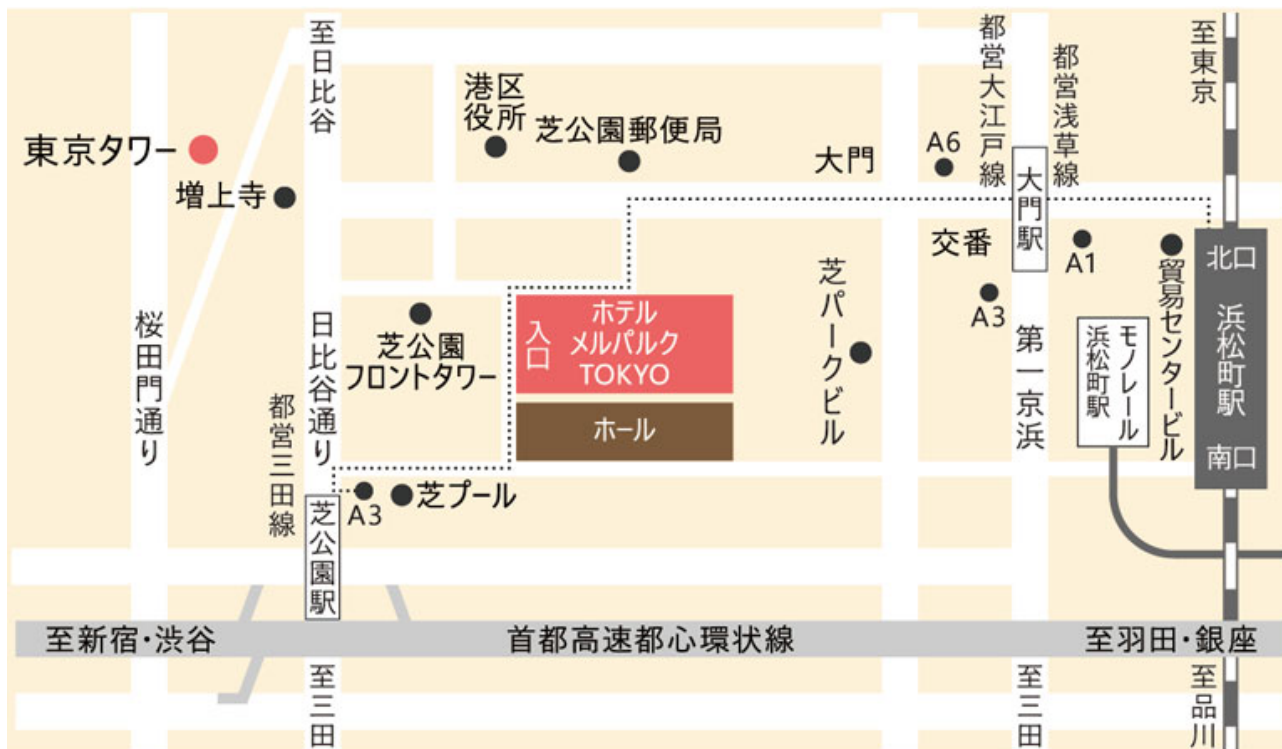 至日比谷
都営大江戸線
都営浅草線
至東京
港区
役所
芝公園郵便局
大門
A6
東京タワー
増上寺
大門駅
交番
A1
A3
北口
浜松町駅
南口
貿易センタービル
モノレール
浜松町駅
第一京浜
芝パークビル
ホテル
メルパルク
TOKYO
入口
ホール
芝公園
フロントタワー
日比谷通り
桜田門通り
都営三田線
A3
芝プール
芝公園駅
至新宿・渋谷
首都高速都心環状線
至羽田・銀座
至三田
至三田
至品川